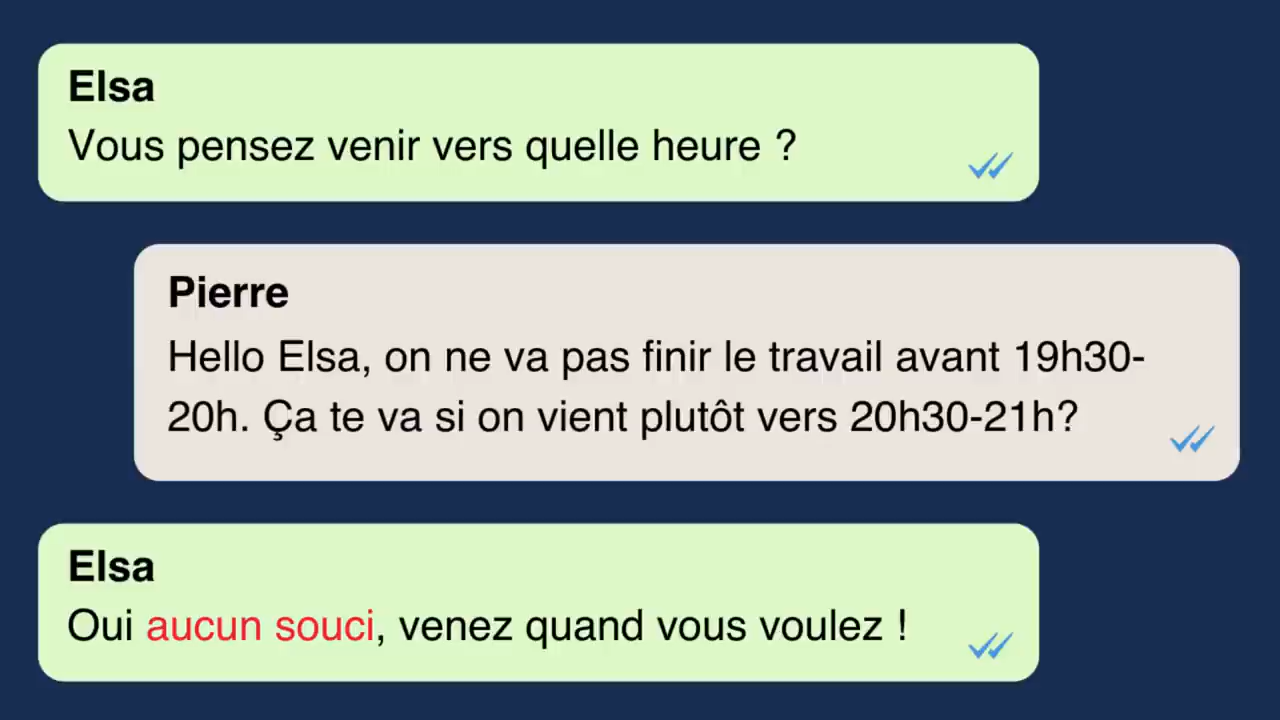 Elsa
Vous pensez venir vers quelle heure ?
Pierre
Hello Elsa, on ne va pas finir le travail avant 19h30-
20h. Ça te va si on vient plutôt vers 20h30-21h?
Elsa
Oui aucun souci, venez quand vous voulez !